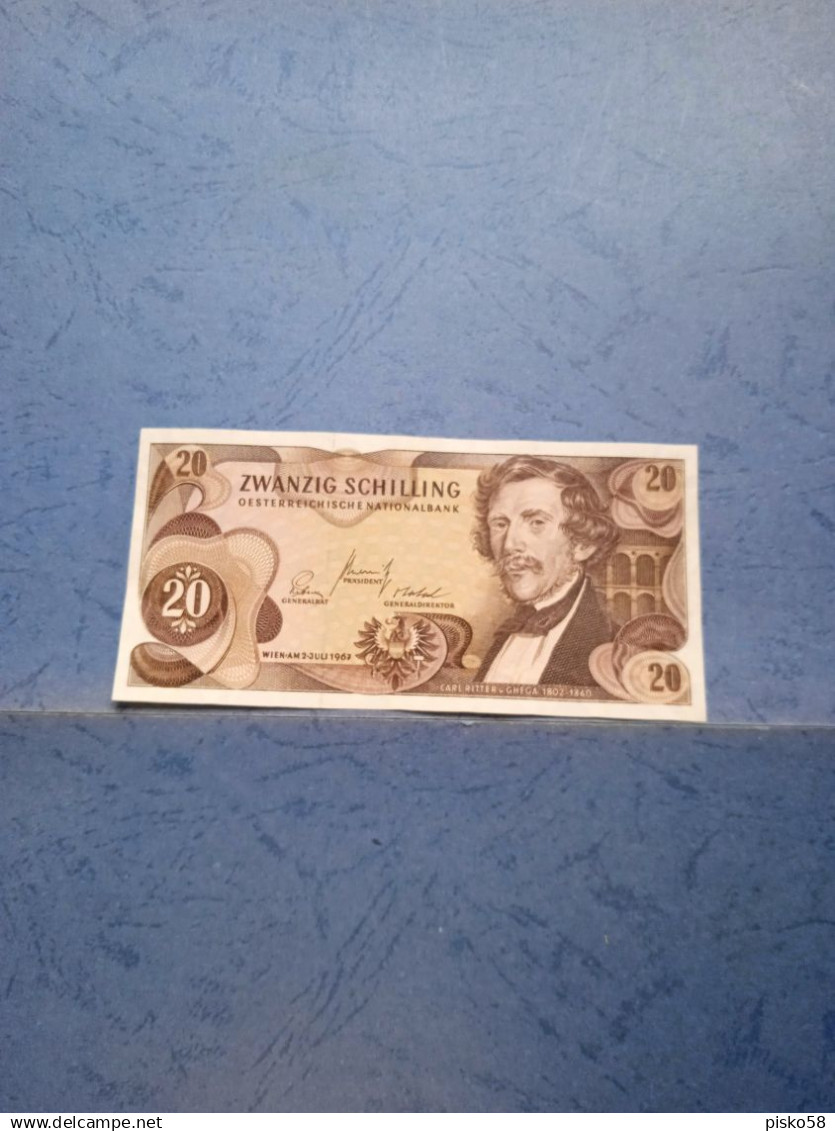 20
20
ZWANZIG SCHILLING
OESTERREICHISCHE NATIONALBANK
PRÄSIDENT
GENERALRAT
GENERALDIREKTOR
20
WIEN·AM 2·JULI 1967
CARL RITTER v. GHEGA 1802-1860
20
www.delcampe.net
pisko58